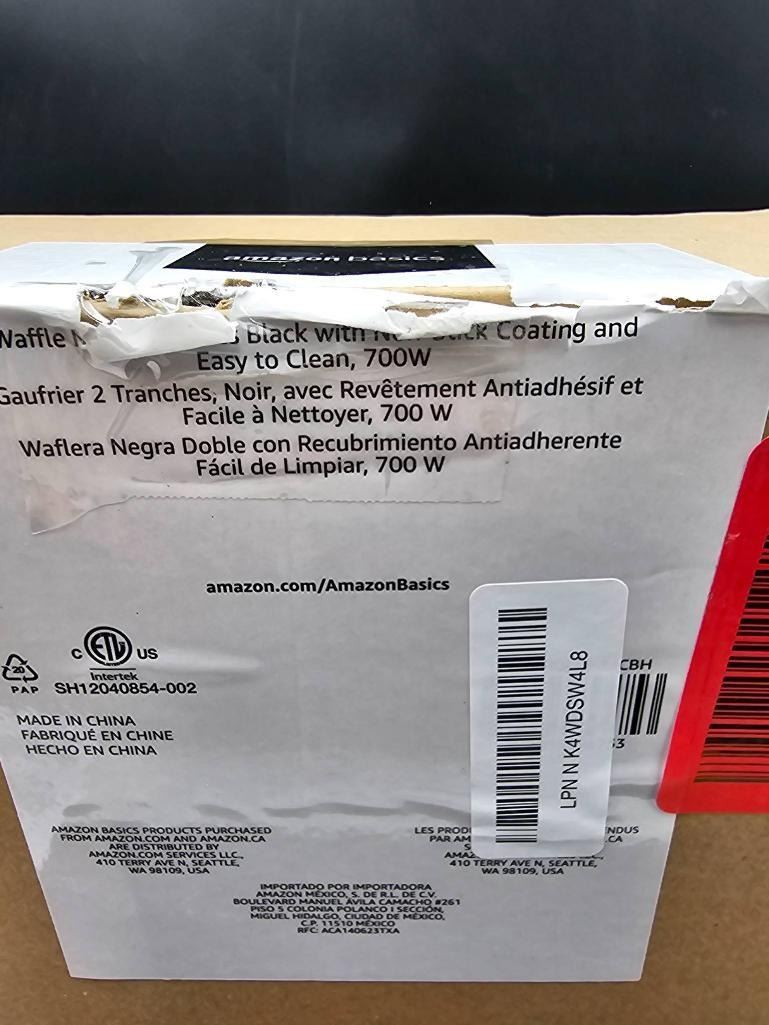 amazon basics
Waffle
Black with Stick Coating and
Easy to Clean, 700W
Gaufrier 2 Tranches, Noir, avec Revêtement Antiadhésif et
Facile à Nettoyer, 700 W
Waflera Negra Doble con Recubrimiento Antiadherente
Fácil de Limpiar, 700 W
amazon.com/AmazonBasics
C ETL US
Intertek
SH12040854-002
20
PAP
MADE IN CHINA
FABRIQUÉ EN CHINE
HECHO EN CHINA
LPN N K4WDSW4L8
CBH
AMAZON BASICS PRODUCTS PURCHASED
FROM AMAZON.COM AND AMAZON.CA
ARE DISTRIBUTED BY
AMAZON.COM SERVICES LLC,
410 TERRY AVE N, SEATTLE,
WA 98109, USA
LES
PAR
410 TERRY AVE N, SEATTLE,
WA 98109, USA
IMPORTADO POR IMPORTADORA
AMAZON MÉXICO, S. DE R.L. DE C.V.
BOULEVARD MANUEL ÁVILA CAMACHO #261
PISO 5 COLONIA POLANCO I SECCIÓN,
MIGUEL HIDALGO, CIUDAD DE MÉXICO,
C.P. 11510 MÉXICO
RFC: ACA140623TXA